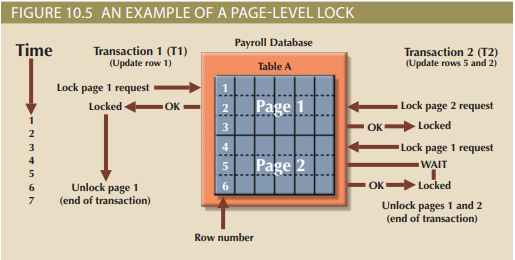 FIGURE 10.5 AN EXAMPLE OF A PAGE-LEVEL LOCK
Time
1
2
3
4
5
6
7
Transaction 1 (T1)
(Update row 1)
Lock page 1 request
Locked
OK
Unlock page 1
(end of transaction)
Payroll Database
Table A
1
2
3
4
5
6
Page 1
Page 2
Row number
Transaction 2 (T2)
(Update rows 5 and 2)
Lock page 2 request
OK
Locked
Lock page 1 request
WAIT
OK
Locked
Unlock pages 1 and 2
(end of transaction)